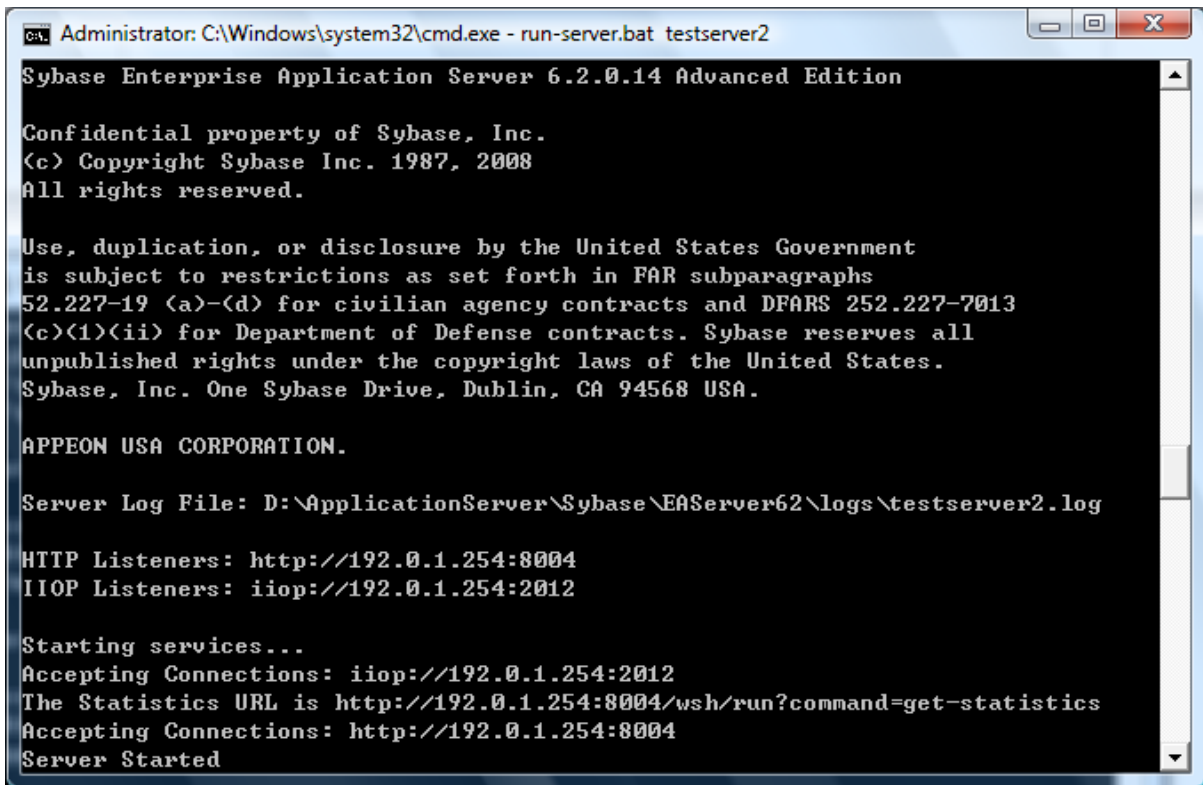 Administrator: C:\Windows\system32\cmd.exe - run-server.bat  testserver2
Sybase Enterprise Application Server 6.2.0.14 Advanced Edition
Confidential property of Sybase, Inc.
(c) Copyright Sybase Inc. 1987, 2008
All rights reserved.
Use, duplication, or disclosure by the United States Government
is subject to restrictions as set forth in FAR subparagraphs
52.227-19 (a)-(d) for civilian agency contracts and DFARS 252.227-7013
(c)(1)(ii) for Department of Defense contracts. Sybase reserves all
unpublished rights under the copyright laws of the United States.
Sybase, Inc. One Sybase Drive, Dublin, CA 94568 USA.
APPEON USA CORPORATION.
Server Log File: D:\ApplicationServer\Sybase\EAServer62\logs\testserver2.log
HTTP Listeners: http://192.0.1.254:8004
IIOP Listeners: iiop://192.0.1.254:2012
Starting services...
Accepting Connections: iiop://192.0.1.254:2012
The Statistics URL is http://192.0.1.254:8004/wsh/run?command=get-statistics
Accepting Connections: http://192.0.1.254:8004
Server Started